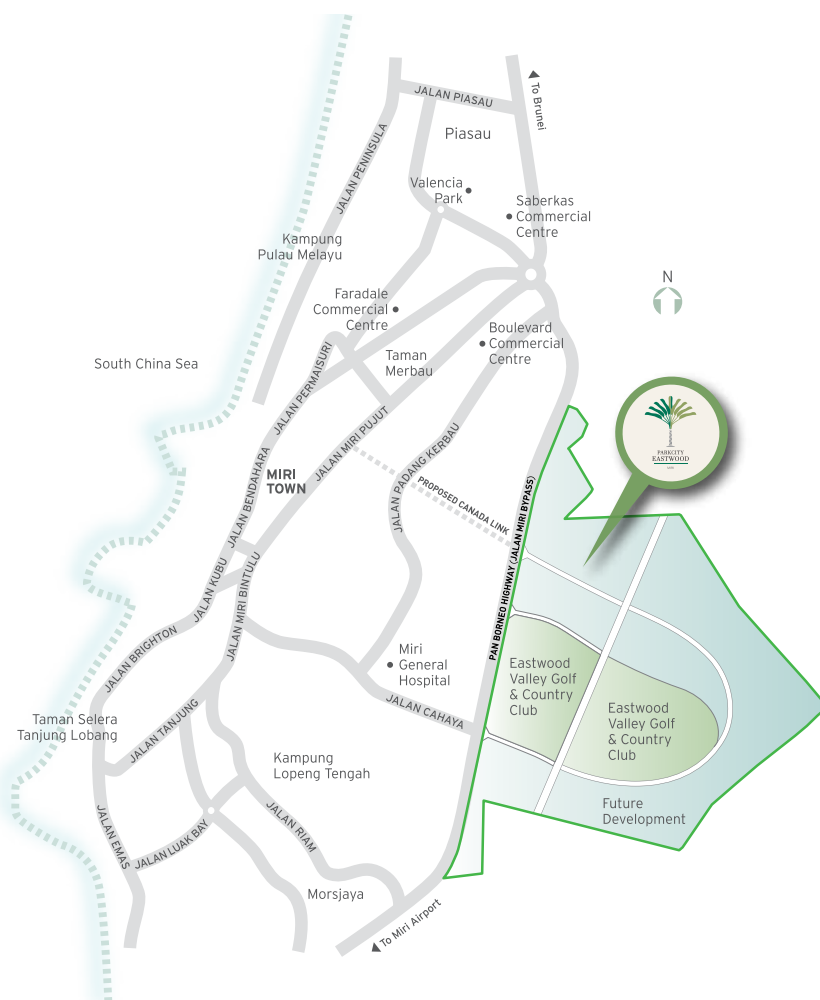 JALAN PIASAU
To Brunei
Piasau
JALAN PENINSULA
Valencia
Park
Saberkas
Commercial
Centre
Kampung
Pulau Melayu
N
Faradale
Commercial
Centre
Boulevard
Commercial
Centre
Taman
Merbau
South China Sea
JALAN PERMAISURI
JALAN MIRI PUJUT
JALAN PADANG KERBAU
PARKCITY
EASTWOOD
JALAN BENDAHARA
MIRI
TOWN
PROPOSED CANADA LINK
PAN BORNEO HIGHWAY (JALAN MIRI BYPASS)
JALAN KUBU
JALAN MIRI BINTULU
JALAN BRIGHTON
Miri
General
Hospital
Eastwood
Valley Golf
& Country
Club
Eastwood
Valley Golf
& Country
Club
JALAN CAHAYA
Taman Selera
Tanjung Lobang
JALAN TANJUNG
Kampung
Lopeng Tengah
Future
Development
JALAN EMAS
JALAN LUAK BAY
JALAN RIAM
Morsjaya
To Miri Airport